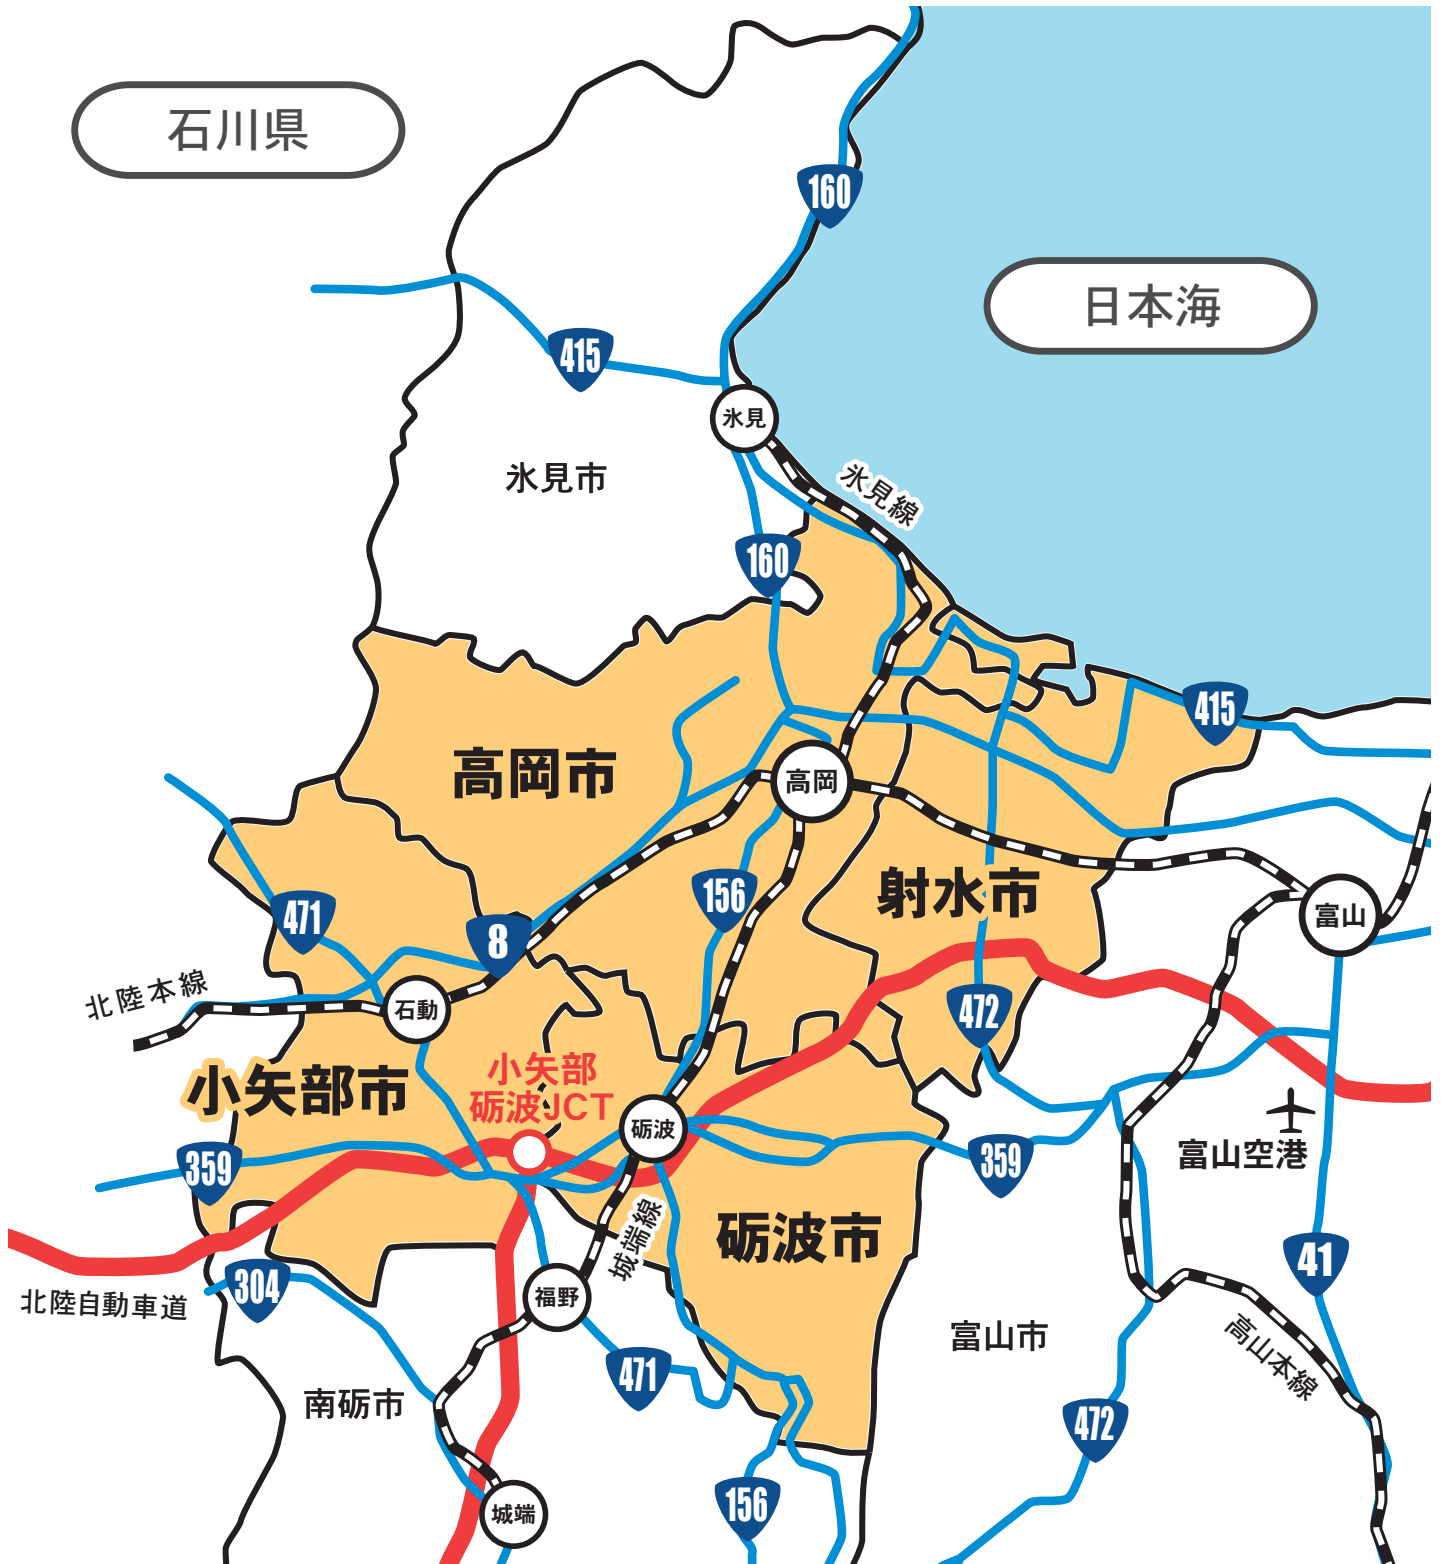 石川県
160
日本海
415
氷見
氷見市
氷見線
160
415
高岡市
高岡
156
射水市
471
8
富山
北陸本線
石動
472
小矢部市
小矢部
砺波JCT
砺波
359
359
富山空港
砺波市
城端線
304
41
北陸自動車道
福野
富山市
高山本線
471
南砺市
472
156
城端